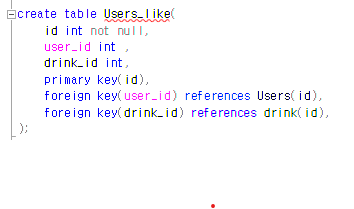 create table Users_like(
id int not null,
user_id int ,
drink_id int,
primary key(id),
foreign key(user_id) references Users(id),
foreign key(drink_id) references drink(id),
);